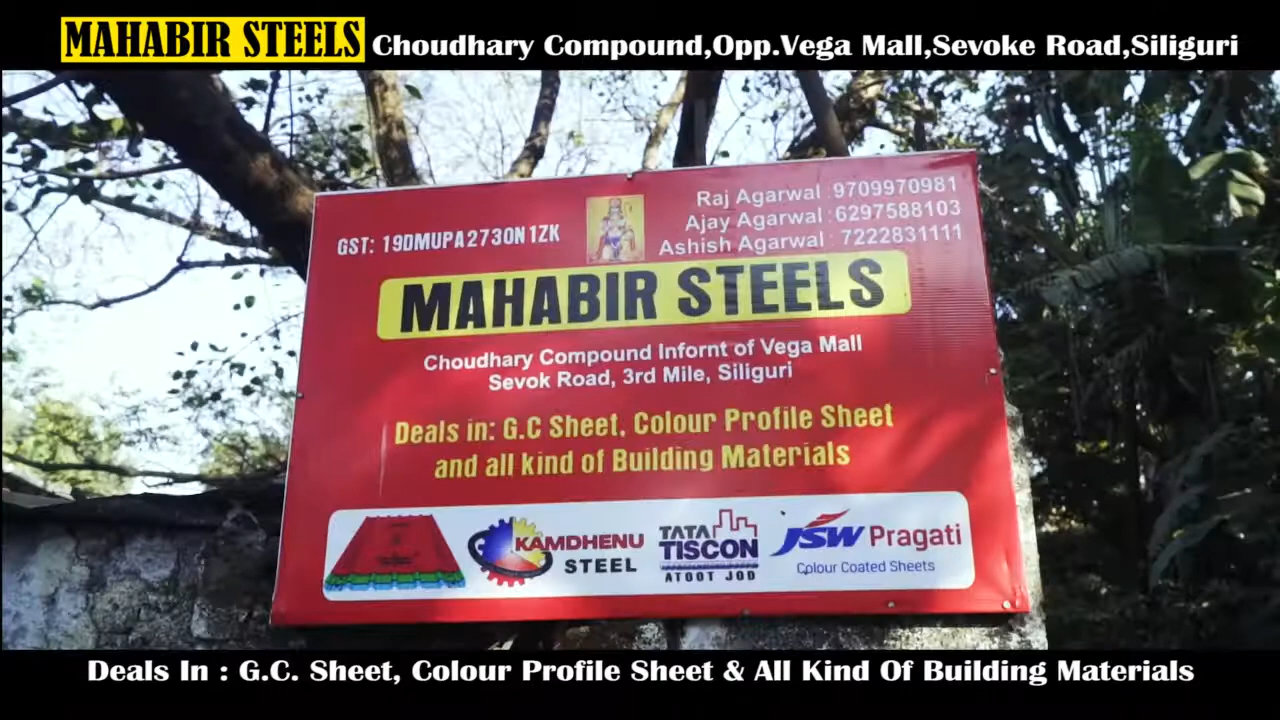 MAHABIR STEELS Choudhary Compound,Opp.Vega Mall,Sevoke Road,Siliguri
GST: 19DMUPA2730N1ZK
Raj Agarwal : 9709970981
Ajay Agarwal : 6297588103
Ashish Agarwal : 7222831111
MAHABIR STEELS
Choudhary Compound Infornt of Vega Mall
Sevok Road, 3rd Mile, Siliguri
Deals in: G.C Sheet, Colour Profile Sheet
and all kind of Building Materials
KAMDHENU
STEEL
TATA
TISCON
ATOOT JOD
JSW Pragati
Colour Coated Sheets
Deals In : G.C. Sheet, Colour Profile Sheet & All Kind Of Building Materials